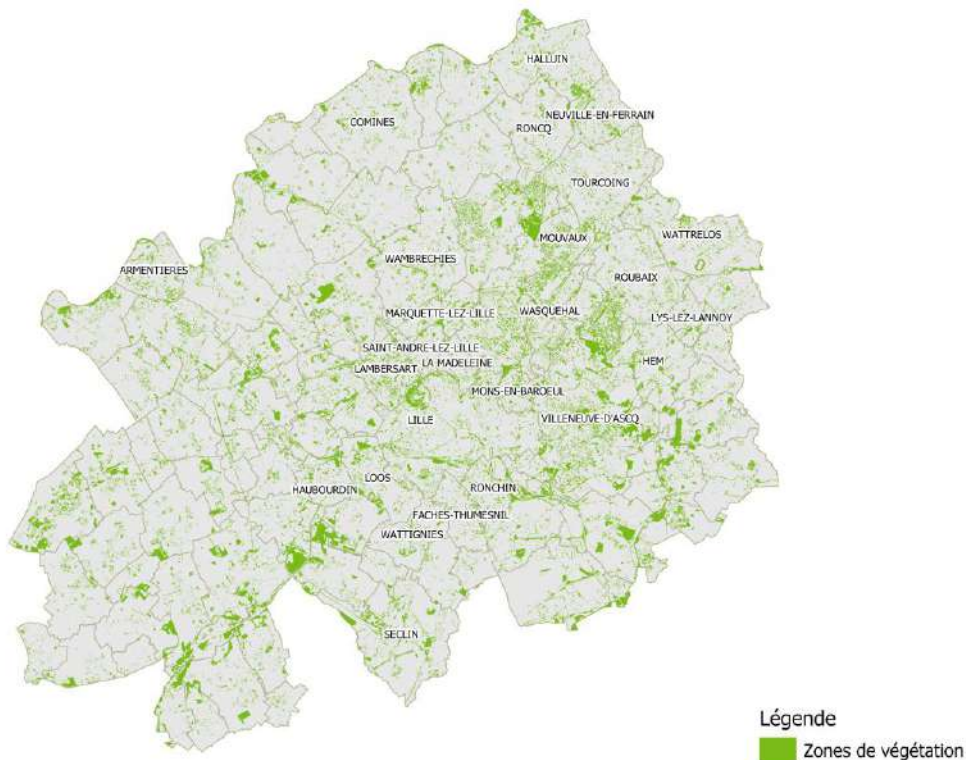 HALLUIN
NEUVILLE-EN-FERRAIN
COMINES
RONCQ
TOURCOING
WATTRELOS
MOUVAUX
WAMBRECHIES
ARMENTIERES
ROUBAIX
MARQUETTE-LEZ-LILLE
WASQUEHAL
LYS-LEZ-LANNOY
SAINT-ANDRE-LEZ-LILLE
LA MADELEINE
HEM
LAMBERSART
MONS-EN-BAROEUL
LILLE
VILLENEUVE-D'ASCQ
LOOS
HAUBOURDIN
RONCHIN
FACHES-THUMESNIL
WATTIGNIES
SECLIN
Légende
Zones de végétation